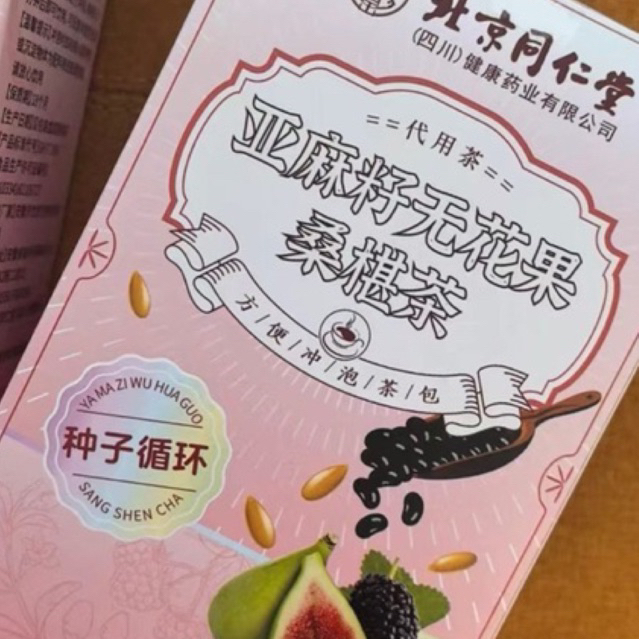 北京同仁堂
(四川)健康药业有限公司
==代用茶==
亚麻籽无花果
桑椹茶
方/便/冲/泡/茶/包
YA MA ZI WU HUA GUO
种子循环
SANG SHEN CHA